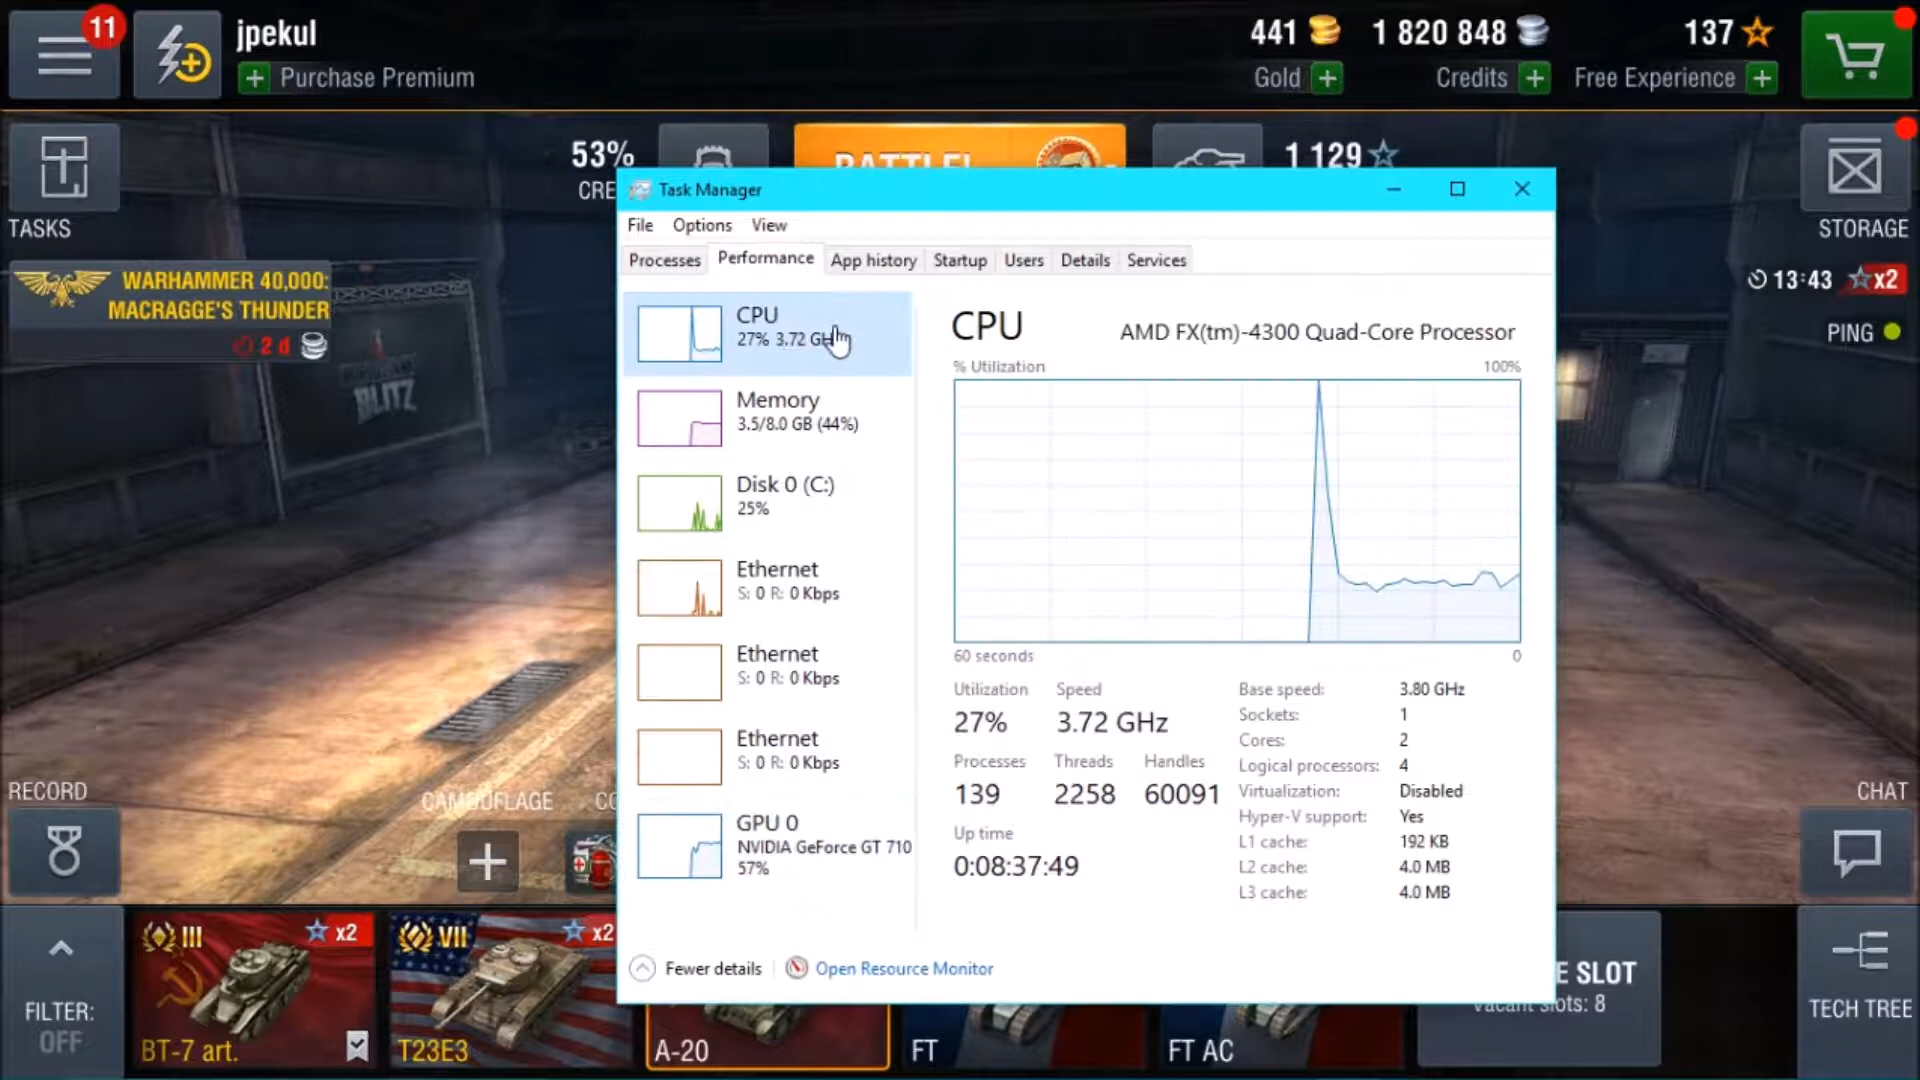 11
jpekul
Purchase Premium
441
Gold
1 820 848
Credits
137
Free Experience
TASKS
53%
CRE
BATTLE!
1 129
STORAGE
WARHAMMER 40,000:
MACRAGGE'S THUNDER
2 d
13:43
x2
PING
BLITZ
Task Manager
File Options View
Processes Performance App history Startup Users Details Services
CPU
27% 3.72 GH
Memory
3.5/8.0 GB (44%)
Disk 0 (C:)
25%
Ethernet
S: 0 R: 0 Kbps
Ethernet
S: 0 R: 0 Kbps
Ethernet
S: 0 R: 0 Kbps
GPU 0
NVIDIA GeForce GT 710
57%
CPU AMD FX(tm)-4300 Quad-Core Processor
% Utilization 100%
60 seconds 0
Utilization Speed
27% 3.72 GHz
Processes Threads Handles
139 2258 60091
Up time
0:08:37:49
Base speed: 3.80 GHz
Sockets: 1
Cores: 2
Logical processors: 4
Virtualization: Disabled
Hyper-V support: Yes
L1 cache: 192 KB
L2 cache: 4.0 MB
L3 cache: 4.0 MB
Fewer details
Open Resource Monitor
RECORD
CAMOUFLAGE
CO
CHAT
FILTER:
OFF
III
x2
BT-7 art.
VII
x2
T23E3
A-20
FT
FT AC
E SLOT
Vacant slots: 8
TECH TREE